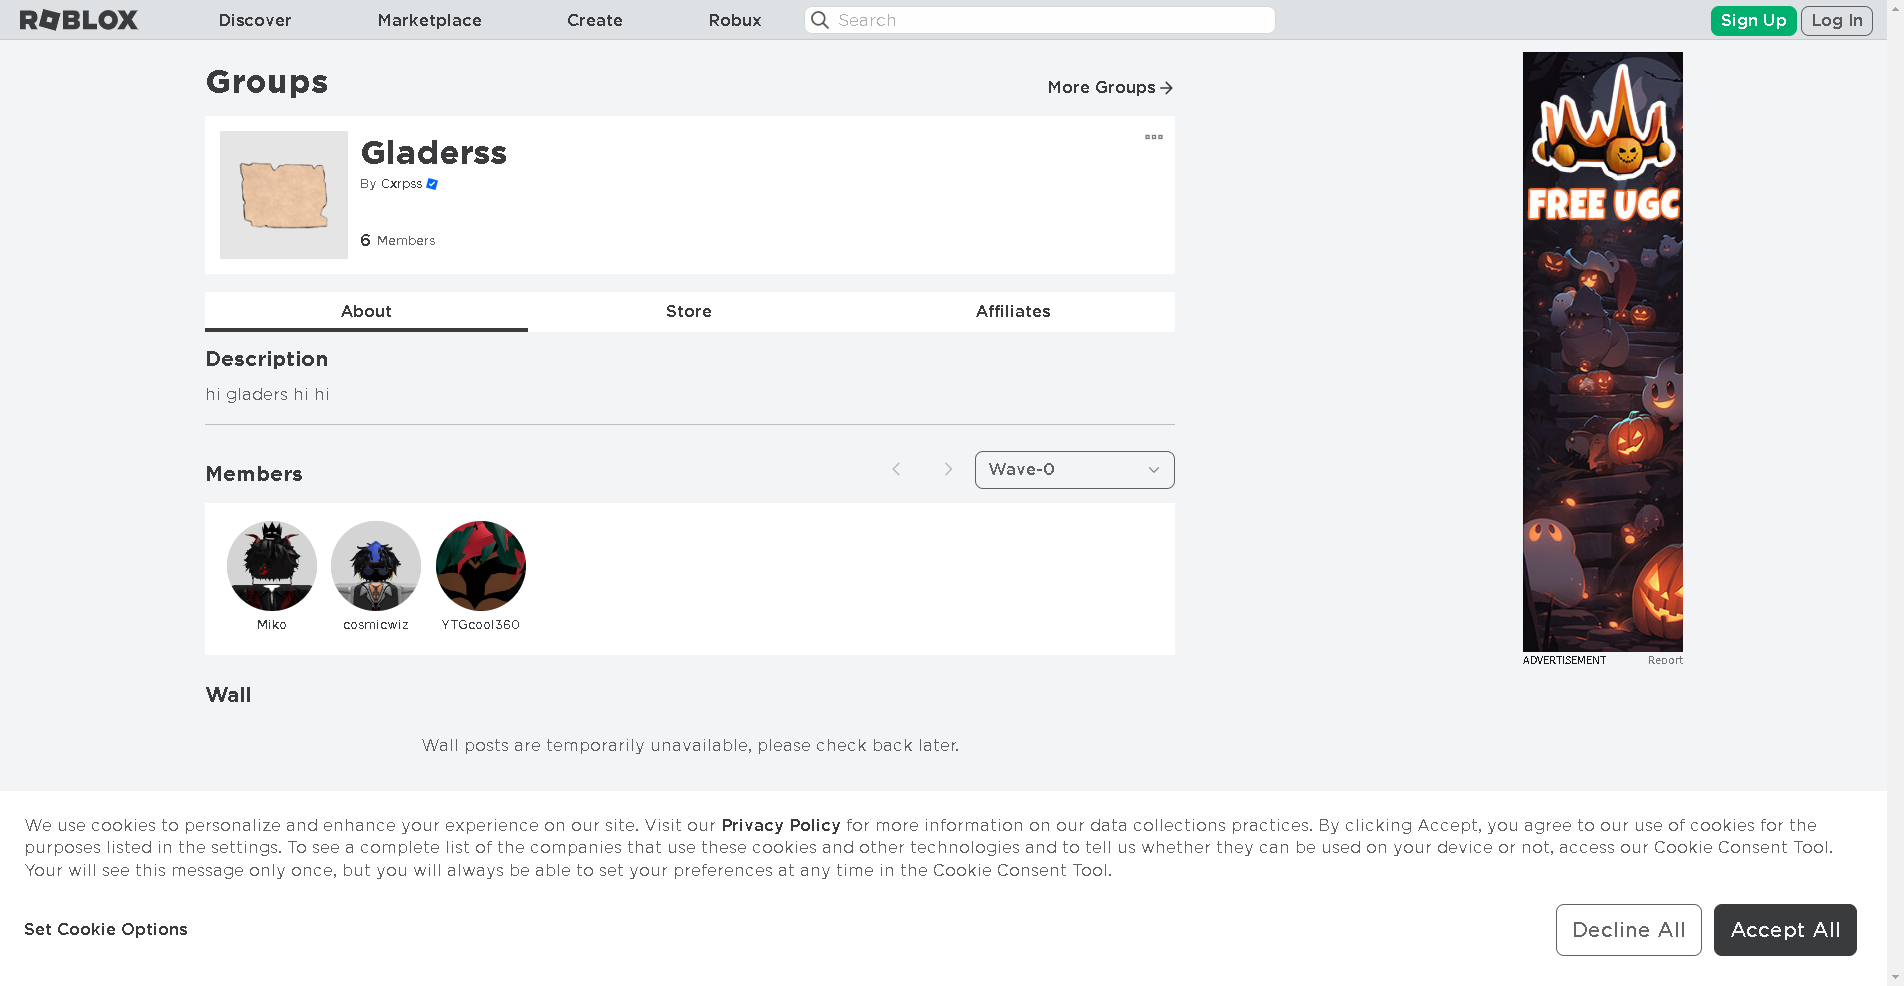 ROBLOX
Discover
Marketplace
Create
Robux
Search
Sign Up
Log In
Groups
More Groups
Gladerss
By Cxrpss
6 Members
About
Store
Affiliates
Description
hi gladers hi hi
Members
Wave-0
Miko
cosmicwiz
YTGcool360
Wall
Wall posts are temporarily unavailable, please check back later.
FREE UGC
ADVERTISEMENT
Report
We use cookies to personalize and enhance your experience on our site. Visit our Privacy Policy for more information on our data collections practices. By clicking Accept, you agree to our use of cookies for the
purposes listed in the settings. To see a complete list of the companies that use these cookies and other technologies and to tell us whether they can be used on your device or not, access our Cookie Consent Tool.
Your will see this message only once, but you will always be able to set your preferences at any time in the Cookie Consent Tool.
Set Cookie Options
Decline All
Accept All